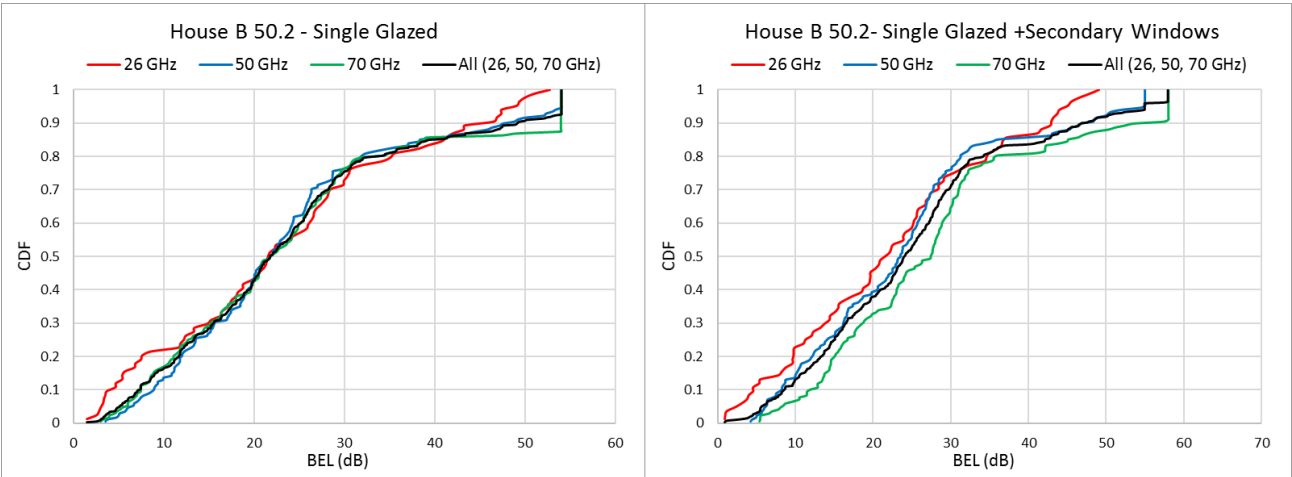 House B 50.2 - Single Glazed
26 GHz 50 GHz 70 GHz All (26, 50, 70 GHz)
1
0.9
0.8
0.7
0.6
0.5
0.4
0.3
0.2
0.1
0
CDF
0 10 20 30 40 50 60
BEL (dB)
House B 50.2- Single Glazed +Secondary Windows
26 GHz 50 GHz 70 GHz All (26, 50, 70 GHz)
1
0.9
0.8
0.7
0.6
0.5
0.4
0.3
0.2
0.1
0
CDF
0 10 20 30 40 50 60 70
BEL (dB)